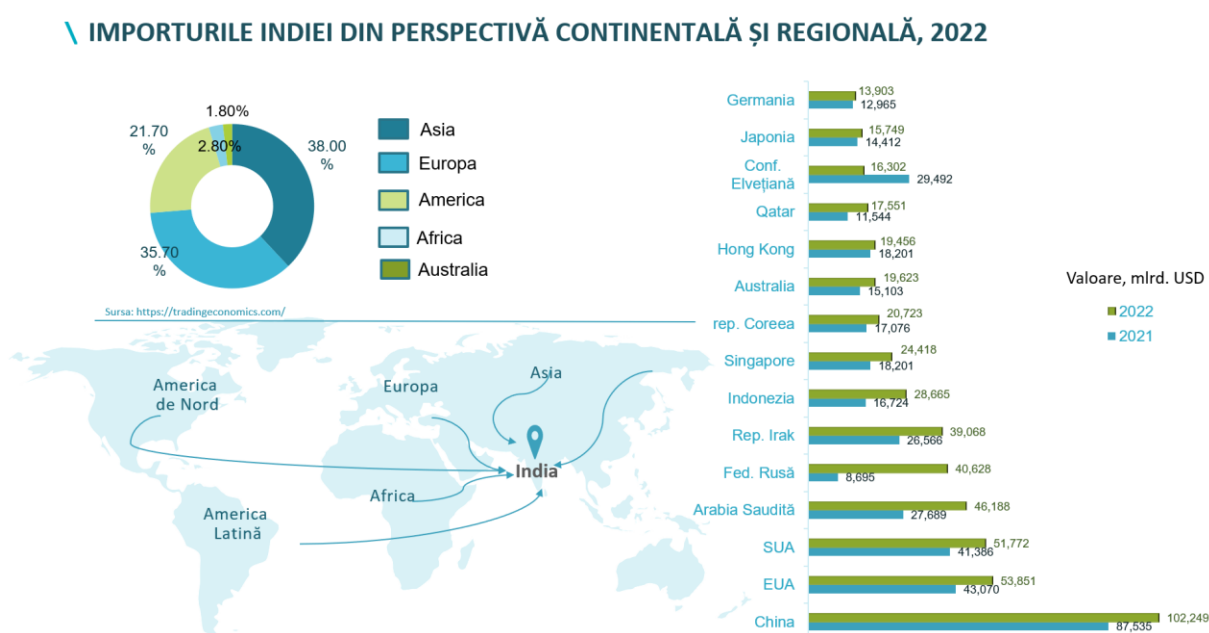 \ IMPORTURILE INDIEI DIN PERSPECTIVĂ CONTINENTALĂ ȘI REGIONALĂ, 2022
1.80%
21.70
%
2.80%
38.00
%
35.70
%
Asia
Europa
America
Africa
Australia
Sursa: https://tradingeconomics.com/
America
de Nord
Europa
Asia
India
Africa
America
Latină
Germania
13,903
12,965
Japonia
15,749
14,412
Conf.
Elvețiană
16,302
29,492
Qatar
17,551
11,544
Hong Kong
19,456
18,201
Australia
19,623
15,103
rep. Coreea
20,723
17,076
Singapore
24,418
18,201
Indonezia
28,665
16,724
Rep. Irak
39,068
26,566
Fed. Rusă
40,628
8,695
Arabia Saudită
46,188
27,689
SUA
51,772
41,386
EUA
53,851
43,070
China
102,249
87,535
Valoare, mlrd. USD
2022
2021